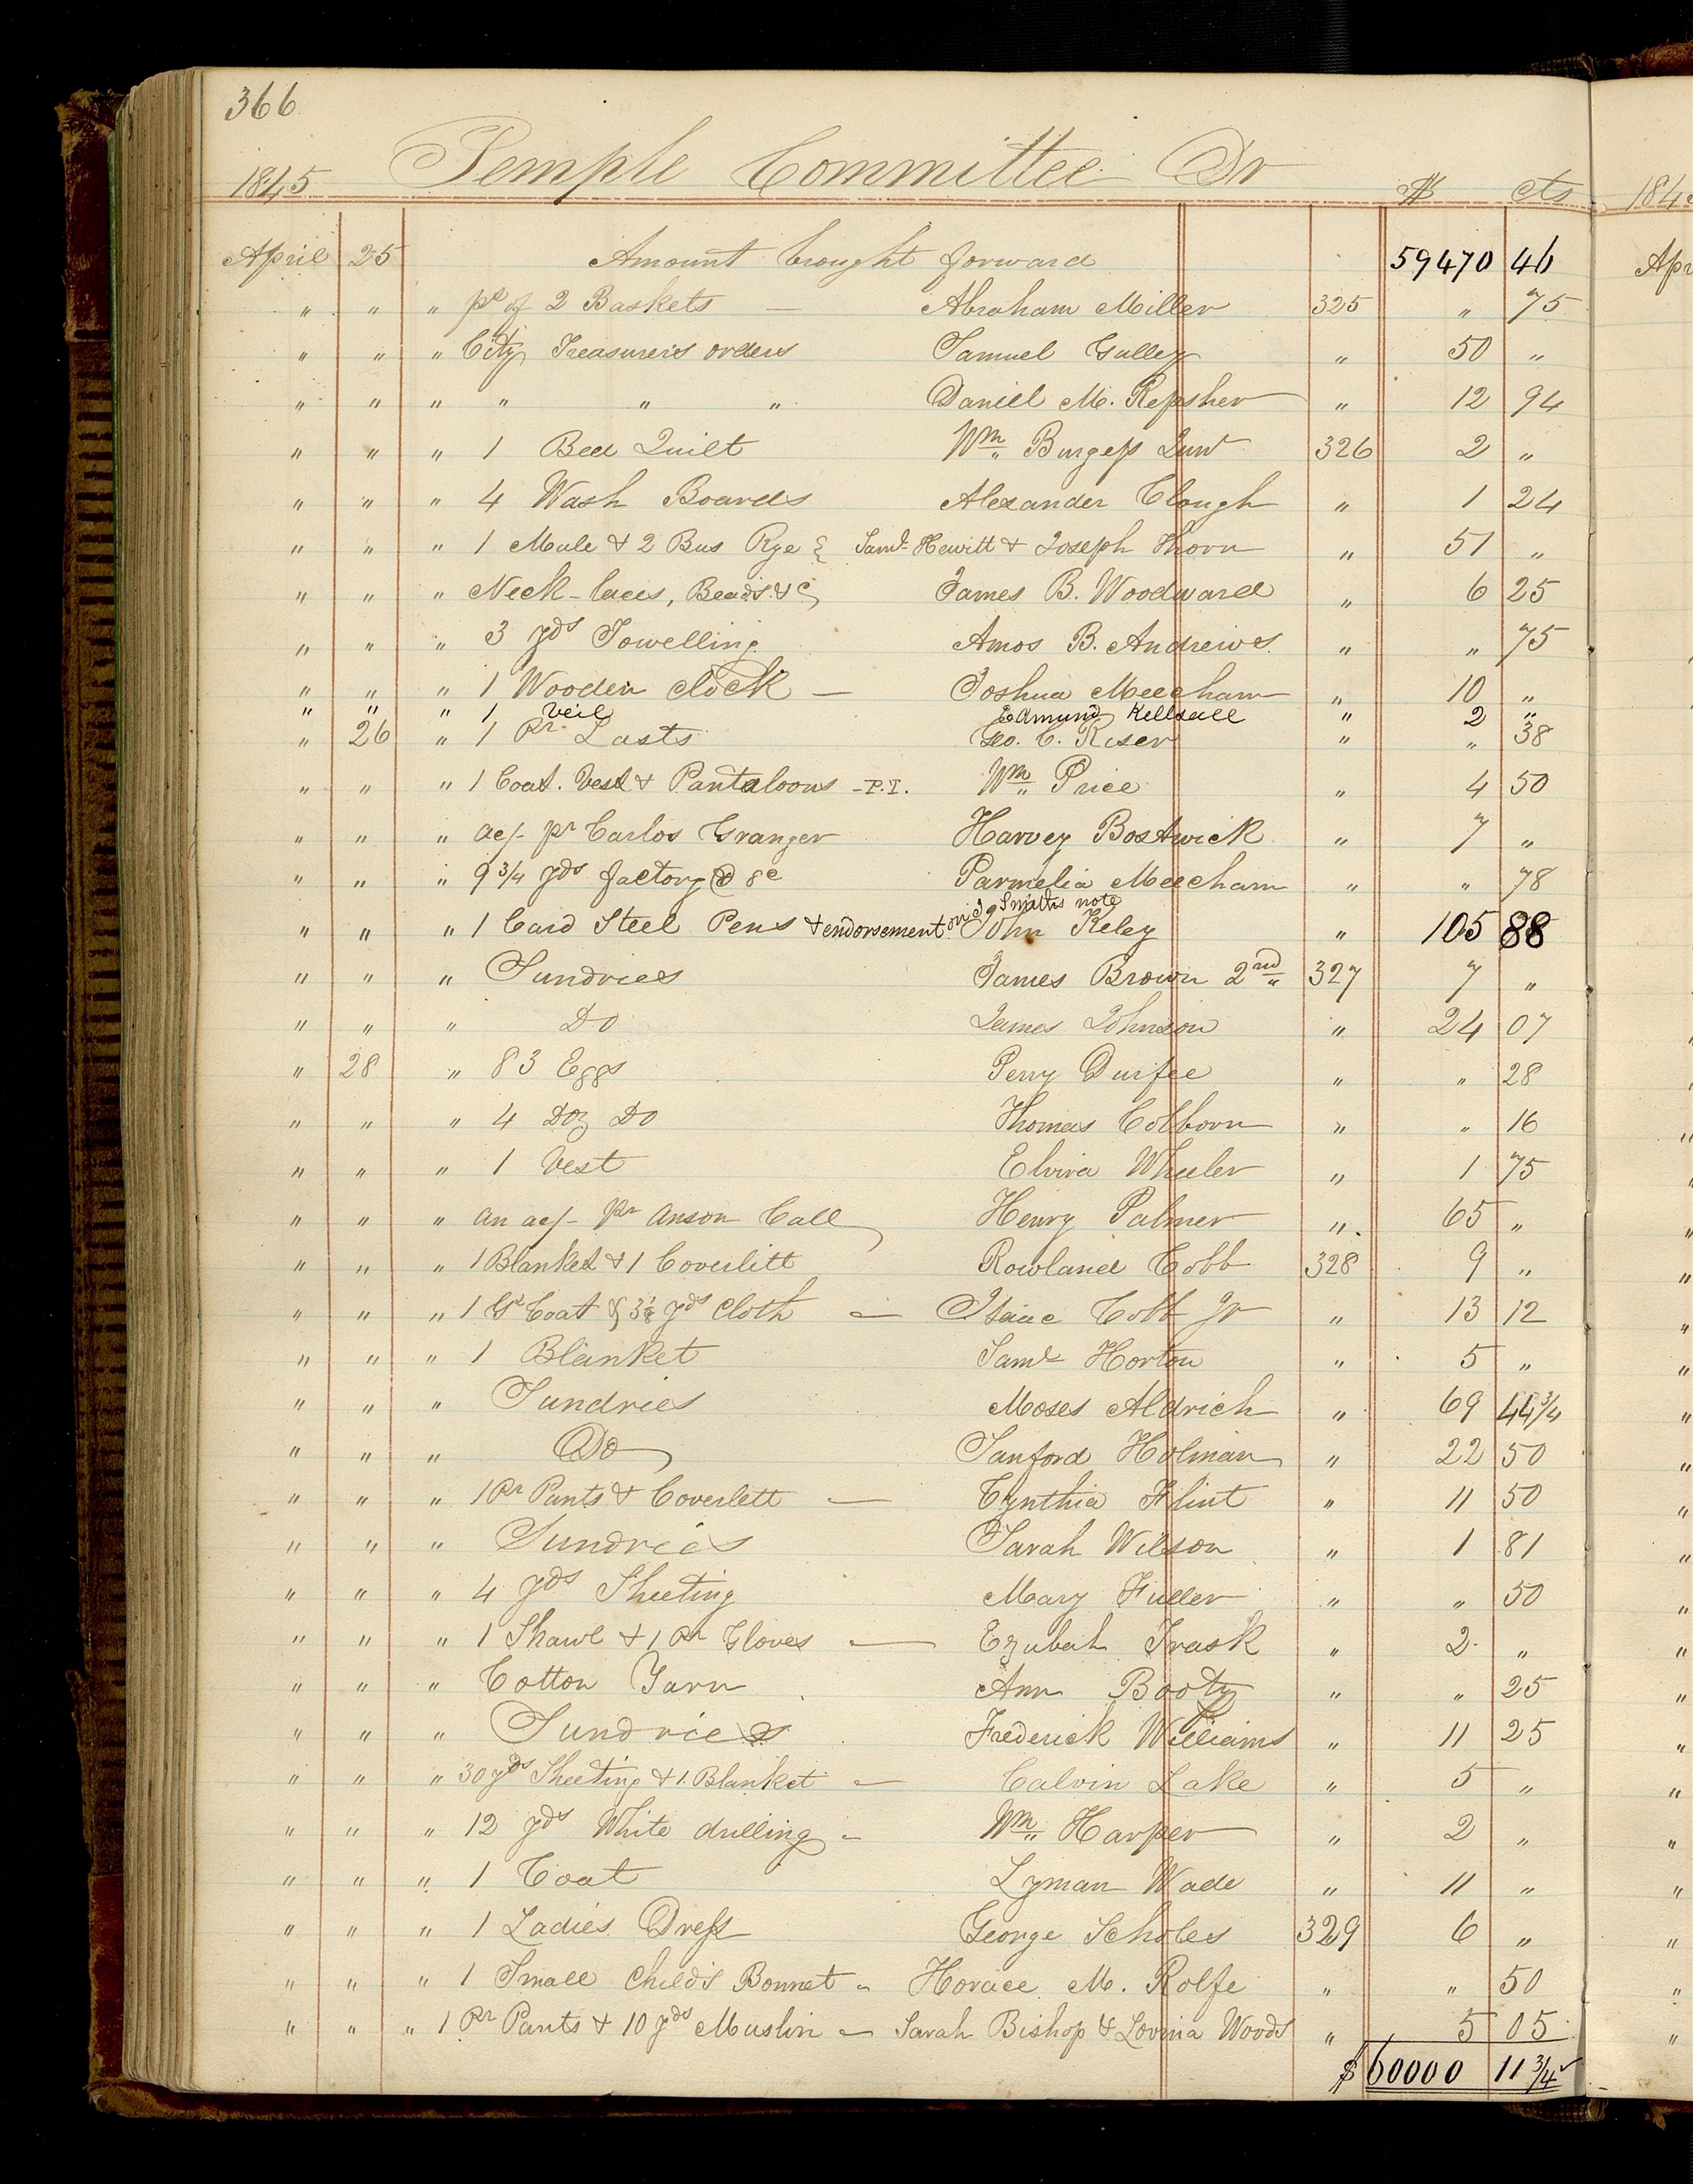 366
1845 Temple Committee Dr $ cts 184
April 25 Amount brought forward 59470 46 Apr
" " " pr of 2 Baskets — Abraham Miller 325 " 75
" " " City Treasurer's orders Samuel Gulley " 50 "
" " " " " " Daniel M. Repsher " 12 94
" " " 1 Bed Quilt Wm Burgess Junr 326 2 "
" " " 4 Wash Boards Alexander Clough " 1 24
" " " 1 Mule & 2 Bus Rye } Saml Hewitt & Joseph Thorn " 51 "
" " " Neck-laces, Beads &c James B. Woodward " 6 25
" " " 3 yds Towelling Amos B. Andrews " " 75
" " " 1 Wooden clock — Joshua Meecham " 10 "
" " " 1 Veil Edmund Kellsall " 2 "
" 26 " 1 Pr Lasts Geo. C. Riser " " 38
" " " 1 Coat. Vest & Pantaloons -P.I. Wm Price " 4 50
" " " ac/- pr Carlos Granger Harvey Bostwick " 7 "
" " " 9 3/4 yds factory @ 8c Parmelia Meecham " " 78
" " " 1 Card Steel Pens & endorsement on J Smiths note John Keley " 105 88
" " " Sundries James Brown 2nd 327 7 "
" " " Do James Johnson " 24 07
" 28 " 83 Eggs Perry Durfee " " 28
" " " 4 Doz Do Thomas Colborn " " 16
" " " 1 Vest Elvira Wheeler " 1 75
" " " an ac/- Pr Anson Call Henry Palmer " 65 "
" " " 1 Blanket & 1 Coverlitt Rowland Cobb 328 9 "
" " " 1 Gt Coat & 3 1/8 yds Cloth — Isaac Cobb Jr " 13 12
" " " 1 Blanket Saml Horton " 5 "
" " " Sundries Moses Aldrich " 69 44 3/4
" " " Do Sanford Holman " 22 50
" " " 1 Pr Pants & Coverlett — Cynthia Flint " 11 50
" " " Sundries Sarah Wilson " 1 81
" " " 4 yds Sheeting Mary Fuller " " 50
" " " 1 Shawl & 1 Pr Gloves — Ezubah Trask " 2 "
" " " Cotton Yarn Ann Booty " " 25
" " " Sundries Frederick Williams " 11 25
" " " 30 yds Sheeting & 1 Blanket — Calvin Lake " 5 "
" " " 12 yds White drilling — Wm Harper " 2 "
" " " 1 Coat Lyman Wade " 11 "
" " " 1 Ladies Dress George Scholes 329 6 "
" " " 1 Small Child's Bonnet — Horace M. Rolfe " " 50
" " " 1 Pr Pants & 10 yds Muslin — Sarah Bishop & Lovina Woods " 5 05
$ 60000 11 3/4